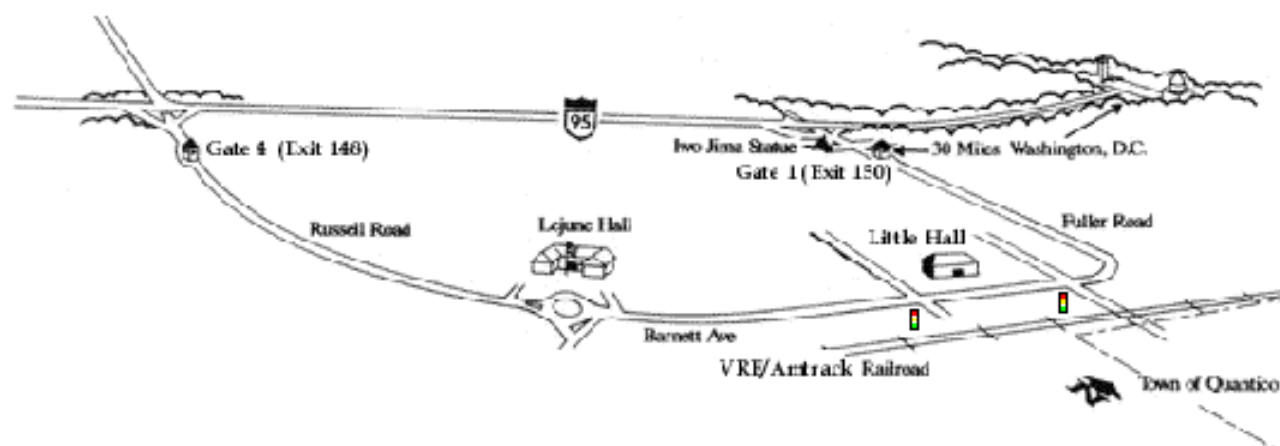 95
Gate 4 (Exit 148)
Iwo Jima Statue
30 Miles Washington, D.C.
Gate 1 (Exit 150)
Russell Road
Lejune Hall
Little Hall
Fuller Road
Barnett Ave
VRE/Amtrack Railroad
Town of Quantico